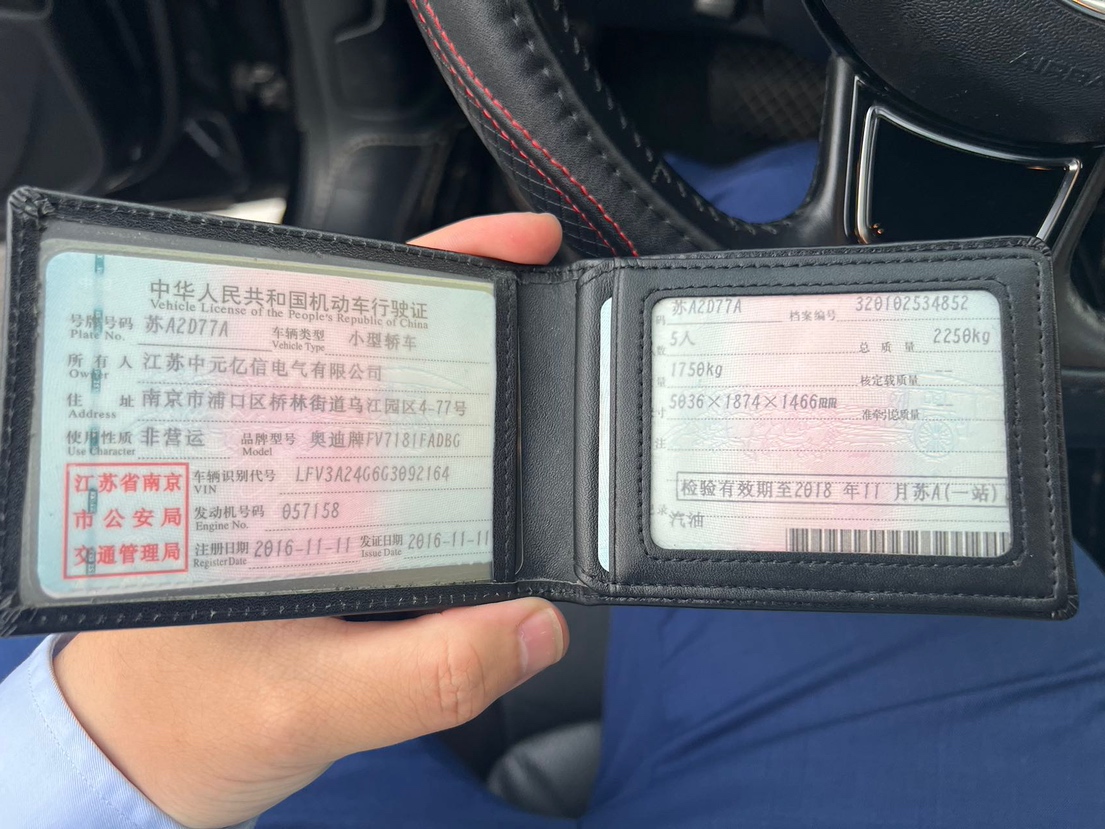 中华人民共和国机动车行驶证
Vehicle License of the People's Republic of China
号牌号码 苏A2D77A 车辆类型 小型轿车
Plate No. Vehicle Type
所有人 江苏中元亿信电气有限公司
Owner
住址 南京市浦口区桥林街道乌江园区4-77号
Address
使用性质 非营运 品牌型号 奥迪牌FV7181FADBG
Use Character Model
江苏省南京
市公安局
交通管理局
车辆识别代号 LFV3A24G6G3092164
VIN
发动机号码 057158
Engine No.
注册日期 2016-11-11 发证日期 2016-11-11
Register Date Issue Date
苏A2D77A 档案编号 320102534852
5人 总质量 2250kg
1750kg 核定载质量 --
5036×1874×1466mm 准牵引总质量 --
检验有效期至2018年11月苏A(一站)
汽油
AIRBA